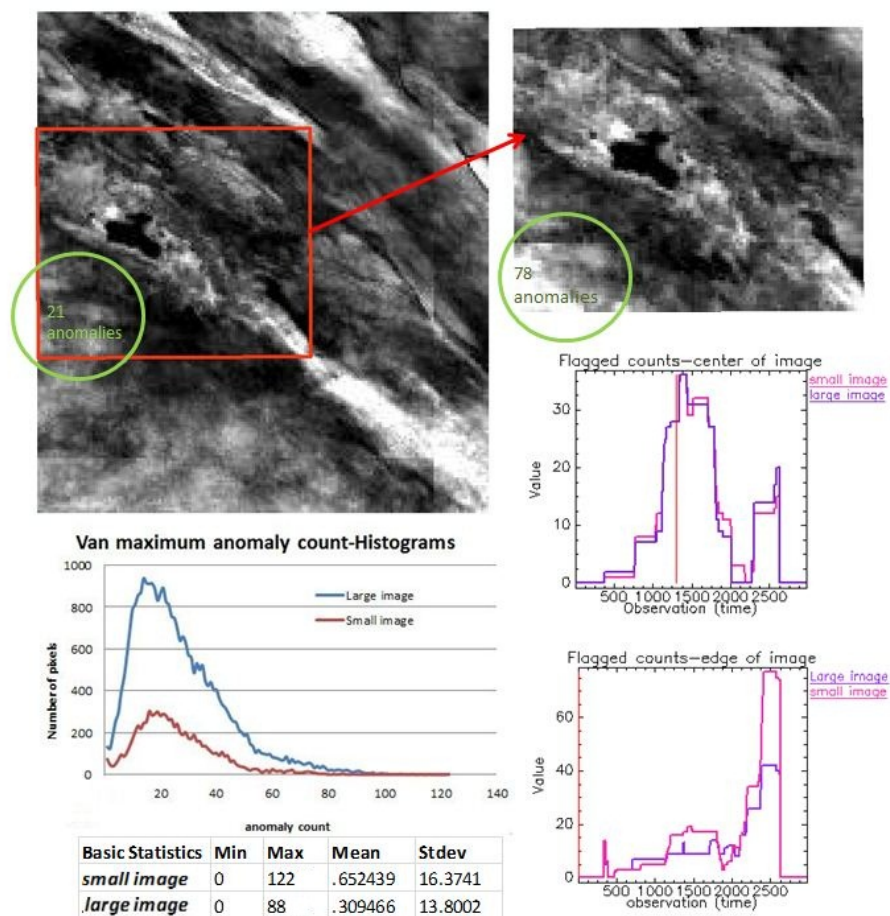 21
anomalies
78
anomalies
Flagged counts-center of image
small image
large image
Value
30
20
10
0
500 1000 1500 2000 2500
Observation (time)
Van maximum anomaly count-Histograms
Number of pixels
1000
800
600
400
200
0
Large image
Small image
20 40 60 80 100 120 140
anomaly count
Flagged counts-edge of image
Large image
small image
Value
60
40
20
0
500 1000 1500 2000 2500
Observation (time)
Basic Statistics Min Max Mean Stdev
small image 0 122 .652439 16.3741
large image 0 88 .309466 13.8002